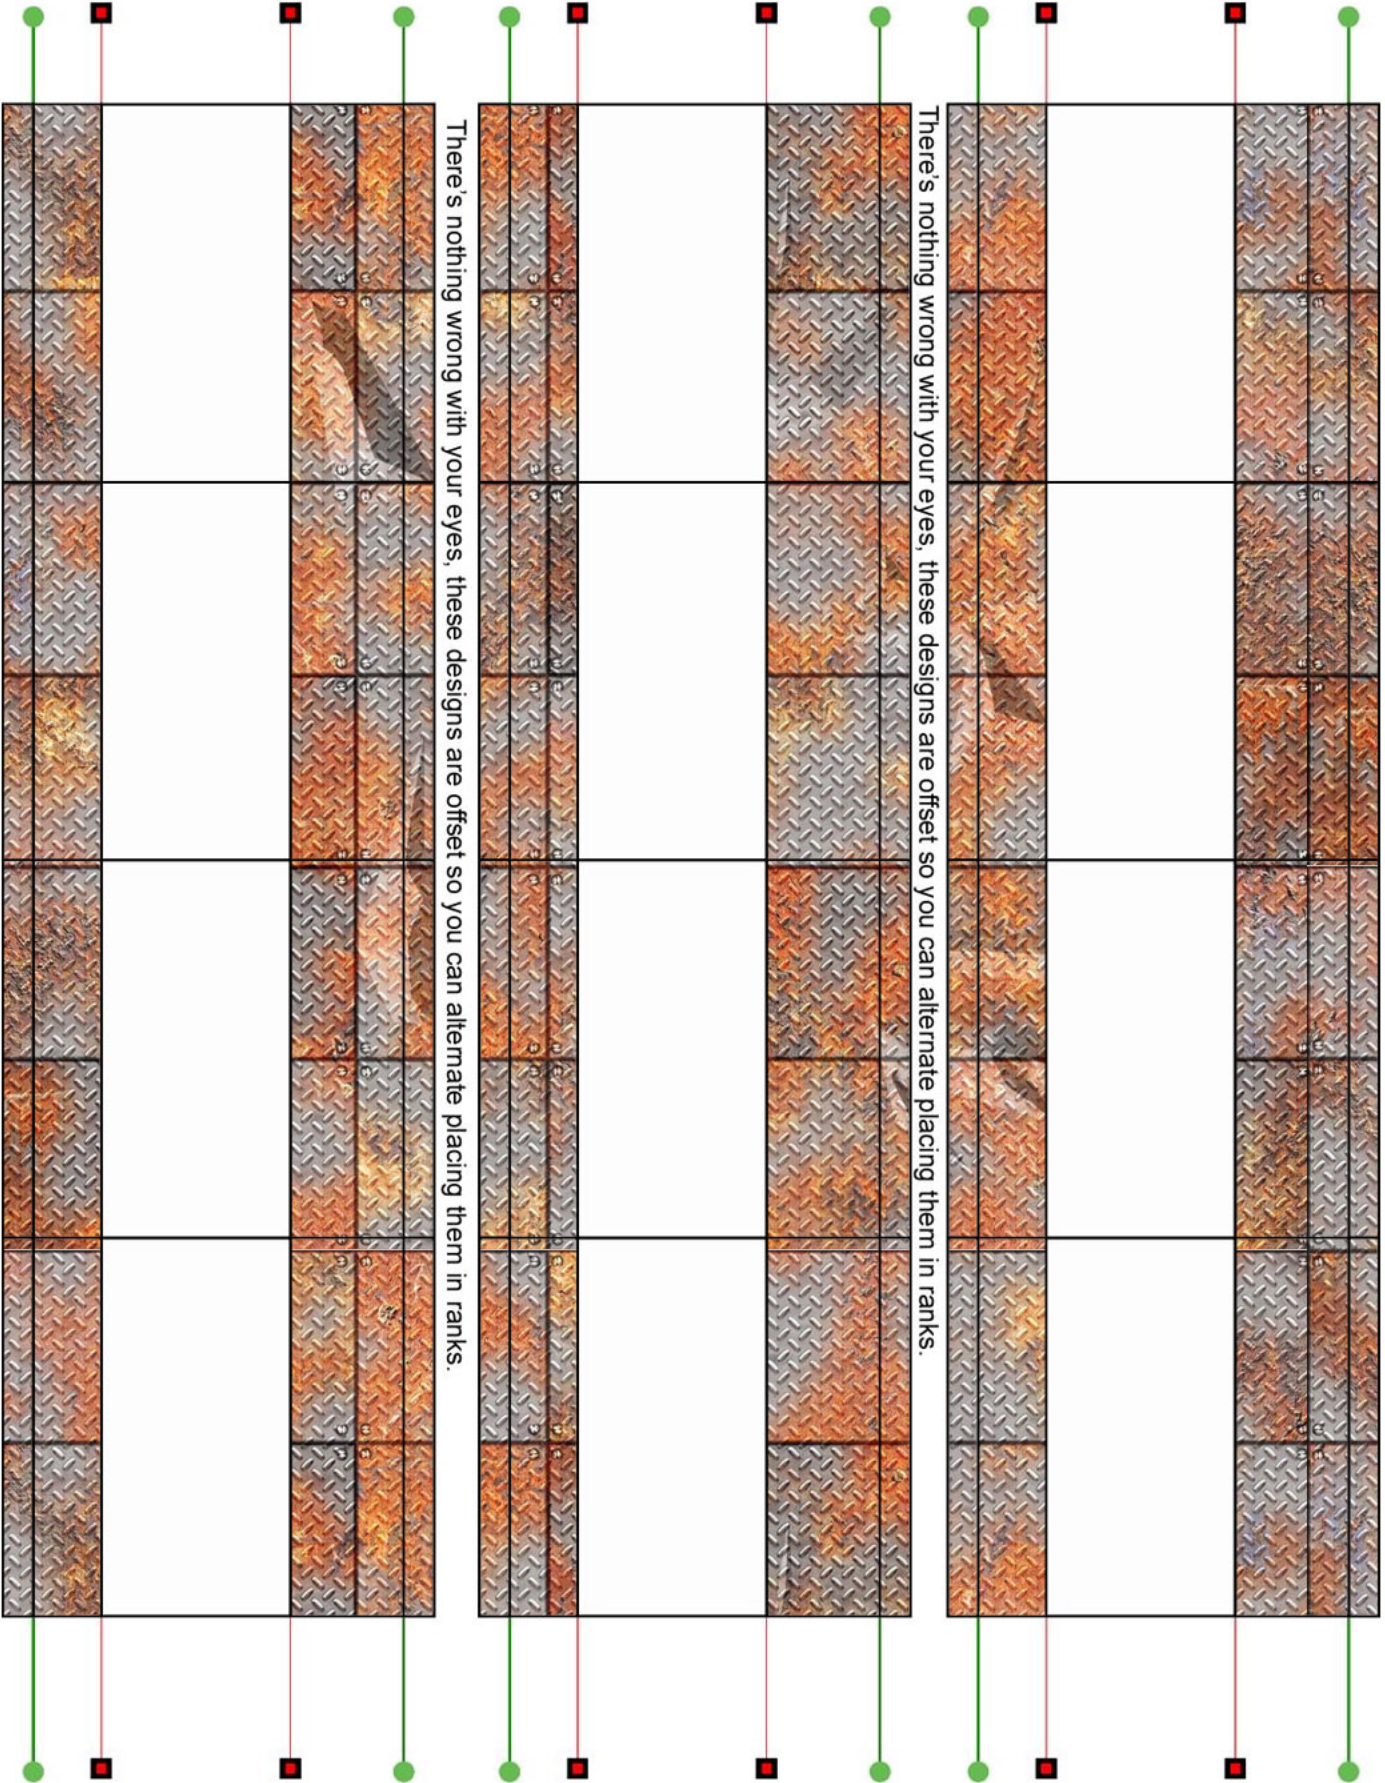 There's nothing wrong with your eyes, these designs are offset so you can alternate placing them in ranks.
There's nothing wrong with your eyes, these designs are offset so you can alternate placing them in ranks.